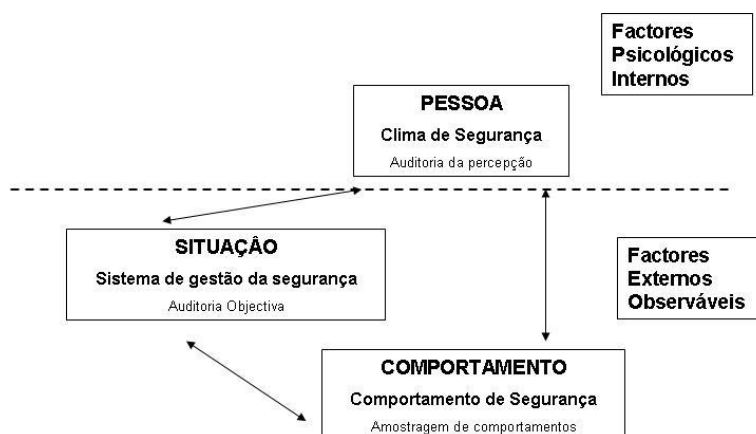 Factores
Psicológicos
Internos
PESSOA
Clima de Segurança
Auditoria da percepção
SITUAÇÂO
Sistema de gestão da segurança
Auditoria Objectiva
Factores
Externos
Observáveis
COMPORTAMENTO
Comportamento de Segurança
Amostragem de comportamentos